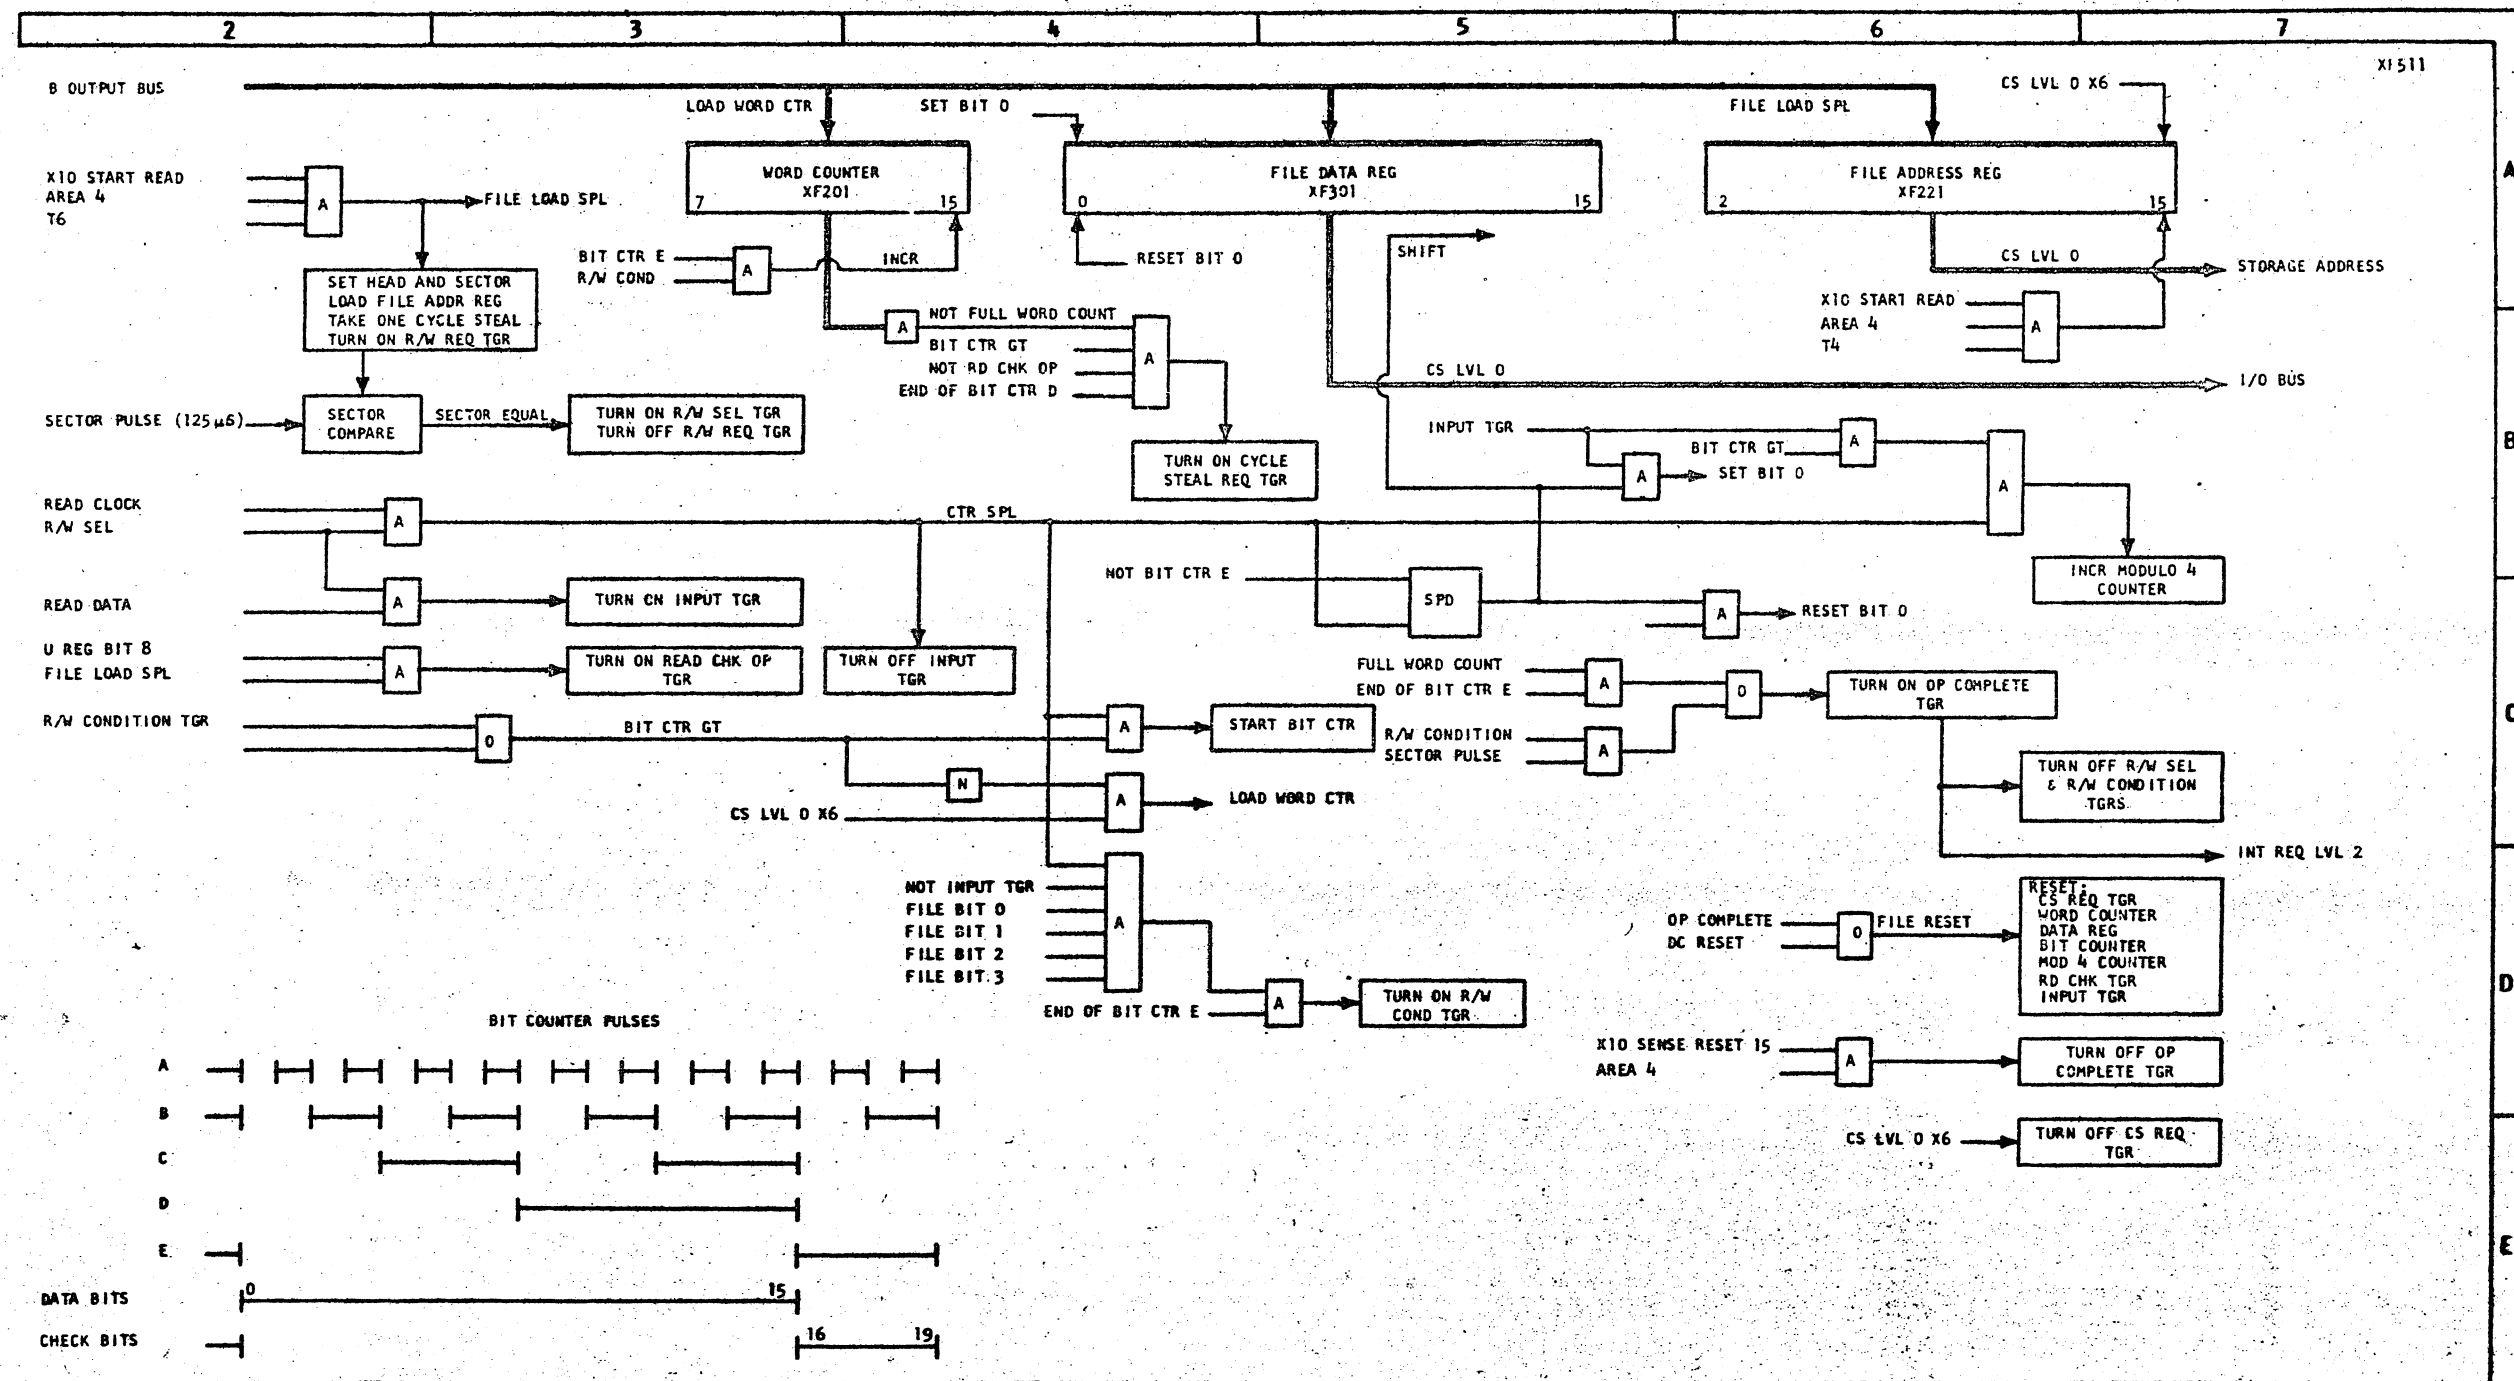 2 3 4 5 6 7
XF511
B OUTPUT BUS
LOAD WORD CTR
SET BIT 0
FILE LOAD SPL
CS LVL 0 X6
A
WORD COUNTER
XF201
7 15
FILE DATA REG
XF301
0 15
FILE ADDRESS REG
XF221
2 15
X10 START READ
AREA 4
T6
A
FILE LOAD SPL
BIT CTR E
R/W COND
A
INCR
RESET BIT 0
SHIFT
CS LVL 0
STORAGE ADDRESS
SET HEAD AND SECTOR
LOAD FILE ADDR REG
TAKE ONE CYCLE STEAL
TURN ON R/W REQ TGR
A
NOT FULL WORD COUNT
BIT CTR GT
NOT RD CHK OP
END OF BIT CTR D
A
X10 START READ
AREA 4
T4
A
CS LVL 0
I/O BUS
SECTOR PULSE (125µS)
SECTOR
COMPARE
SECTOR EQUAL
TURN ON R/W SEL TGR
TURN OFF R/W REQ TGR
TURN ON CYCLE
STEAL REQ TGR
INPUT TGR
BIT CTR GT
A
A
SET BIT 0
A
B
READ CLOCK
R/W SEL
A
CTR SPL
INCR MODULO 4
COUNTER
READ DATA
A
TURN ON INPUT TGR
NOT BIT CTR E
SPD
A
RESET BIT 0
U REG BIT 8
FILE LOAD SPL
A
TURN ON READ CHK OP
TGR
TURN OFF INPUT
TGR
FULL WORD COUNT
END OF BIT CTR E
A
O
TURN ON OP COMPLETE
TGR
C
R/W CONDITION TGR
O
BIT CTR GT
A
START BIT CTR
R/W CONDITION
SECTOR PULSE
A
N
CS LVL 0 X6
A
LOAD WORD CTR
TURN OFF R/W SEL
& R/W CONDITION
TGRS
INT REQ LVL 2
NOT INPUT TGR
FILE BIT 0
FILE BIT 1
FILE BIT 2
FILE BIT 3
A
END OF BIT CTR E
A
TURN ON R/W
COND TGR
OP COMPLETE
DC RESET
O
FILE RESET
RESET:
CS REQ TGR
WORD COUNTER
DATA REG
BIT COUNTER
MOD 4 COUNTER
RD CHK TGR
INPUT TGR
D
X10 SENSE RESET 15
AREA 4
A
TURN OFF OP
COMPLETE TGR
CS LVL 0 X6
TURN OFF CS REQ
TGR
BIT COUNTER PULSES
A
B
C
D
E
E
DATA BITS
0 15
CHECK BITS
16 19